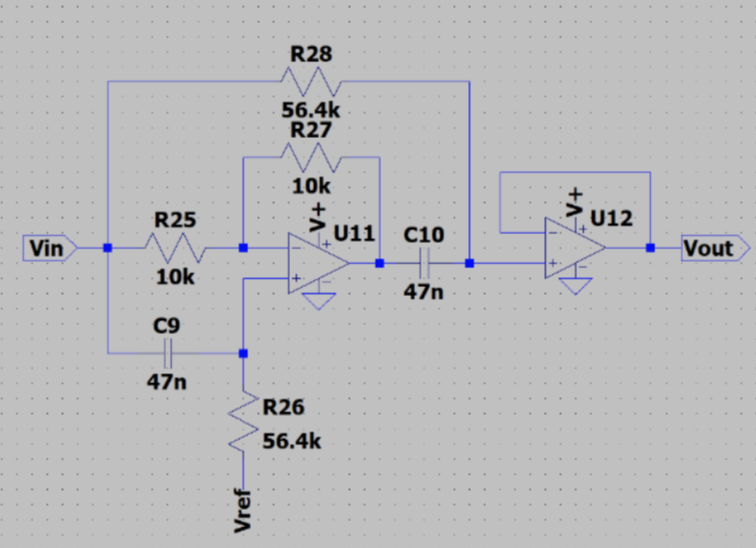 R28
56.4k
R27
10k
V+
U11
R25
10k
C10
47n
V+
U12
Vin
Vout
C9
47n
R26
56.4k
Vref